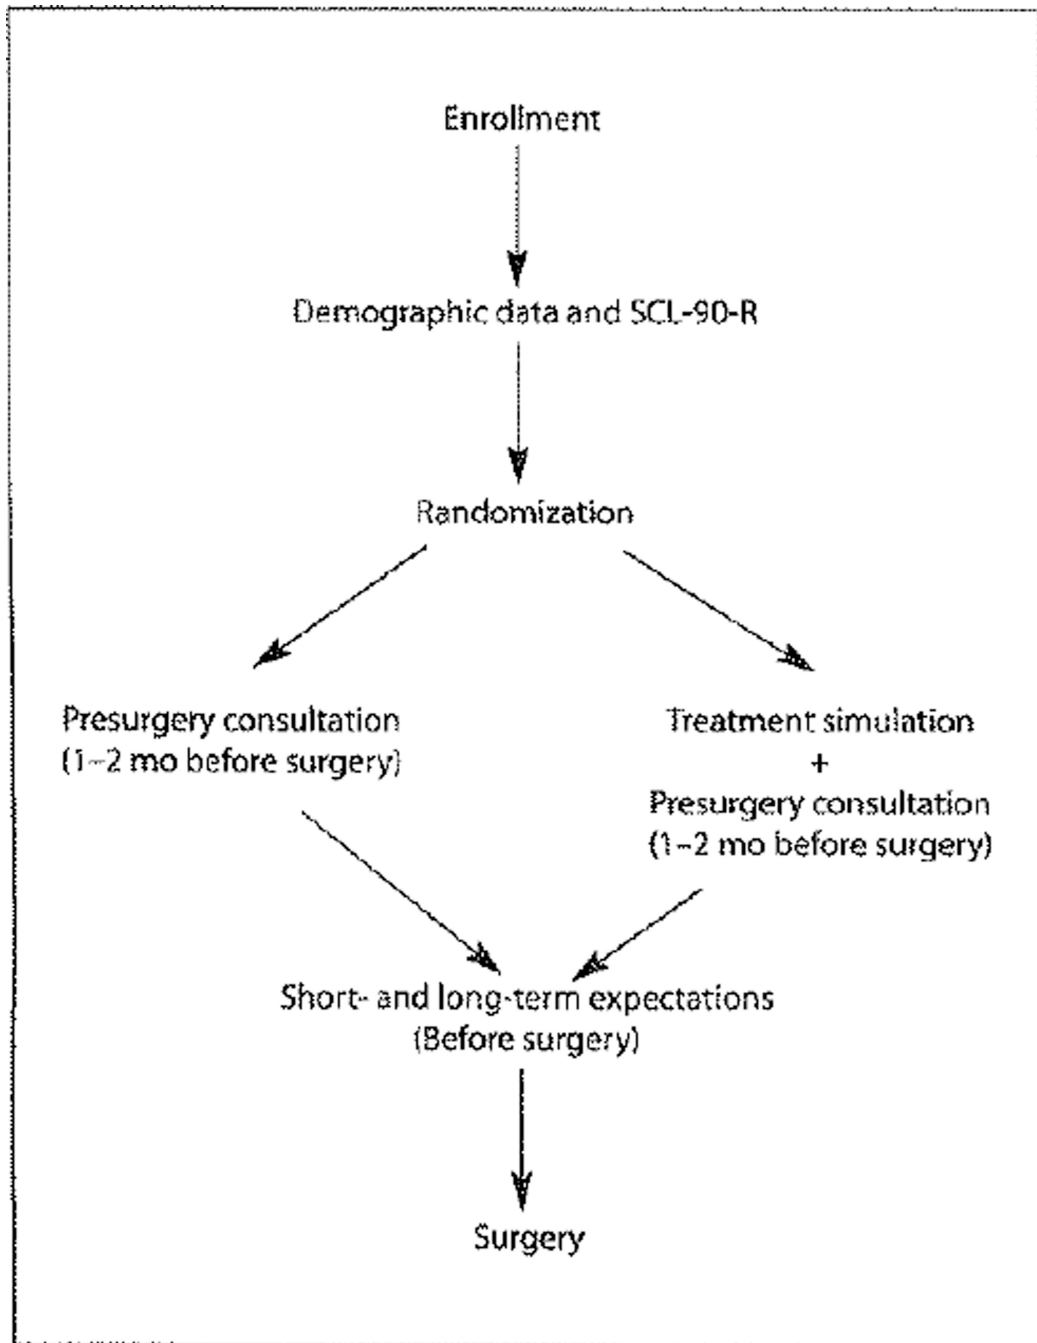 Enrollment
Demographic data and SCL-90-R
Randomization
Presurgery consultation
(1–2 mo before surgery)
Treatment simulation
+
Presurgery consultation
(1–2 mo before surgery)
Short- and long-term expectations
(Before surgery)
Surgery